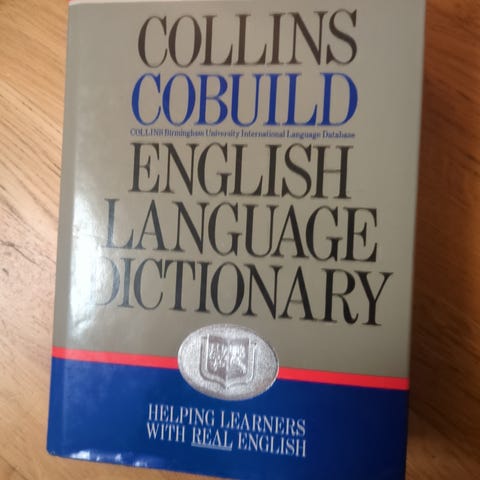 COLLINS
COBUILD
COLLINS Birmingham University International Language Database
ENGLISH
LANGUAGE
DICTIONARY
HELPING LEARNERS
WITH REAL ENGLISH